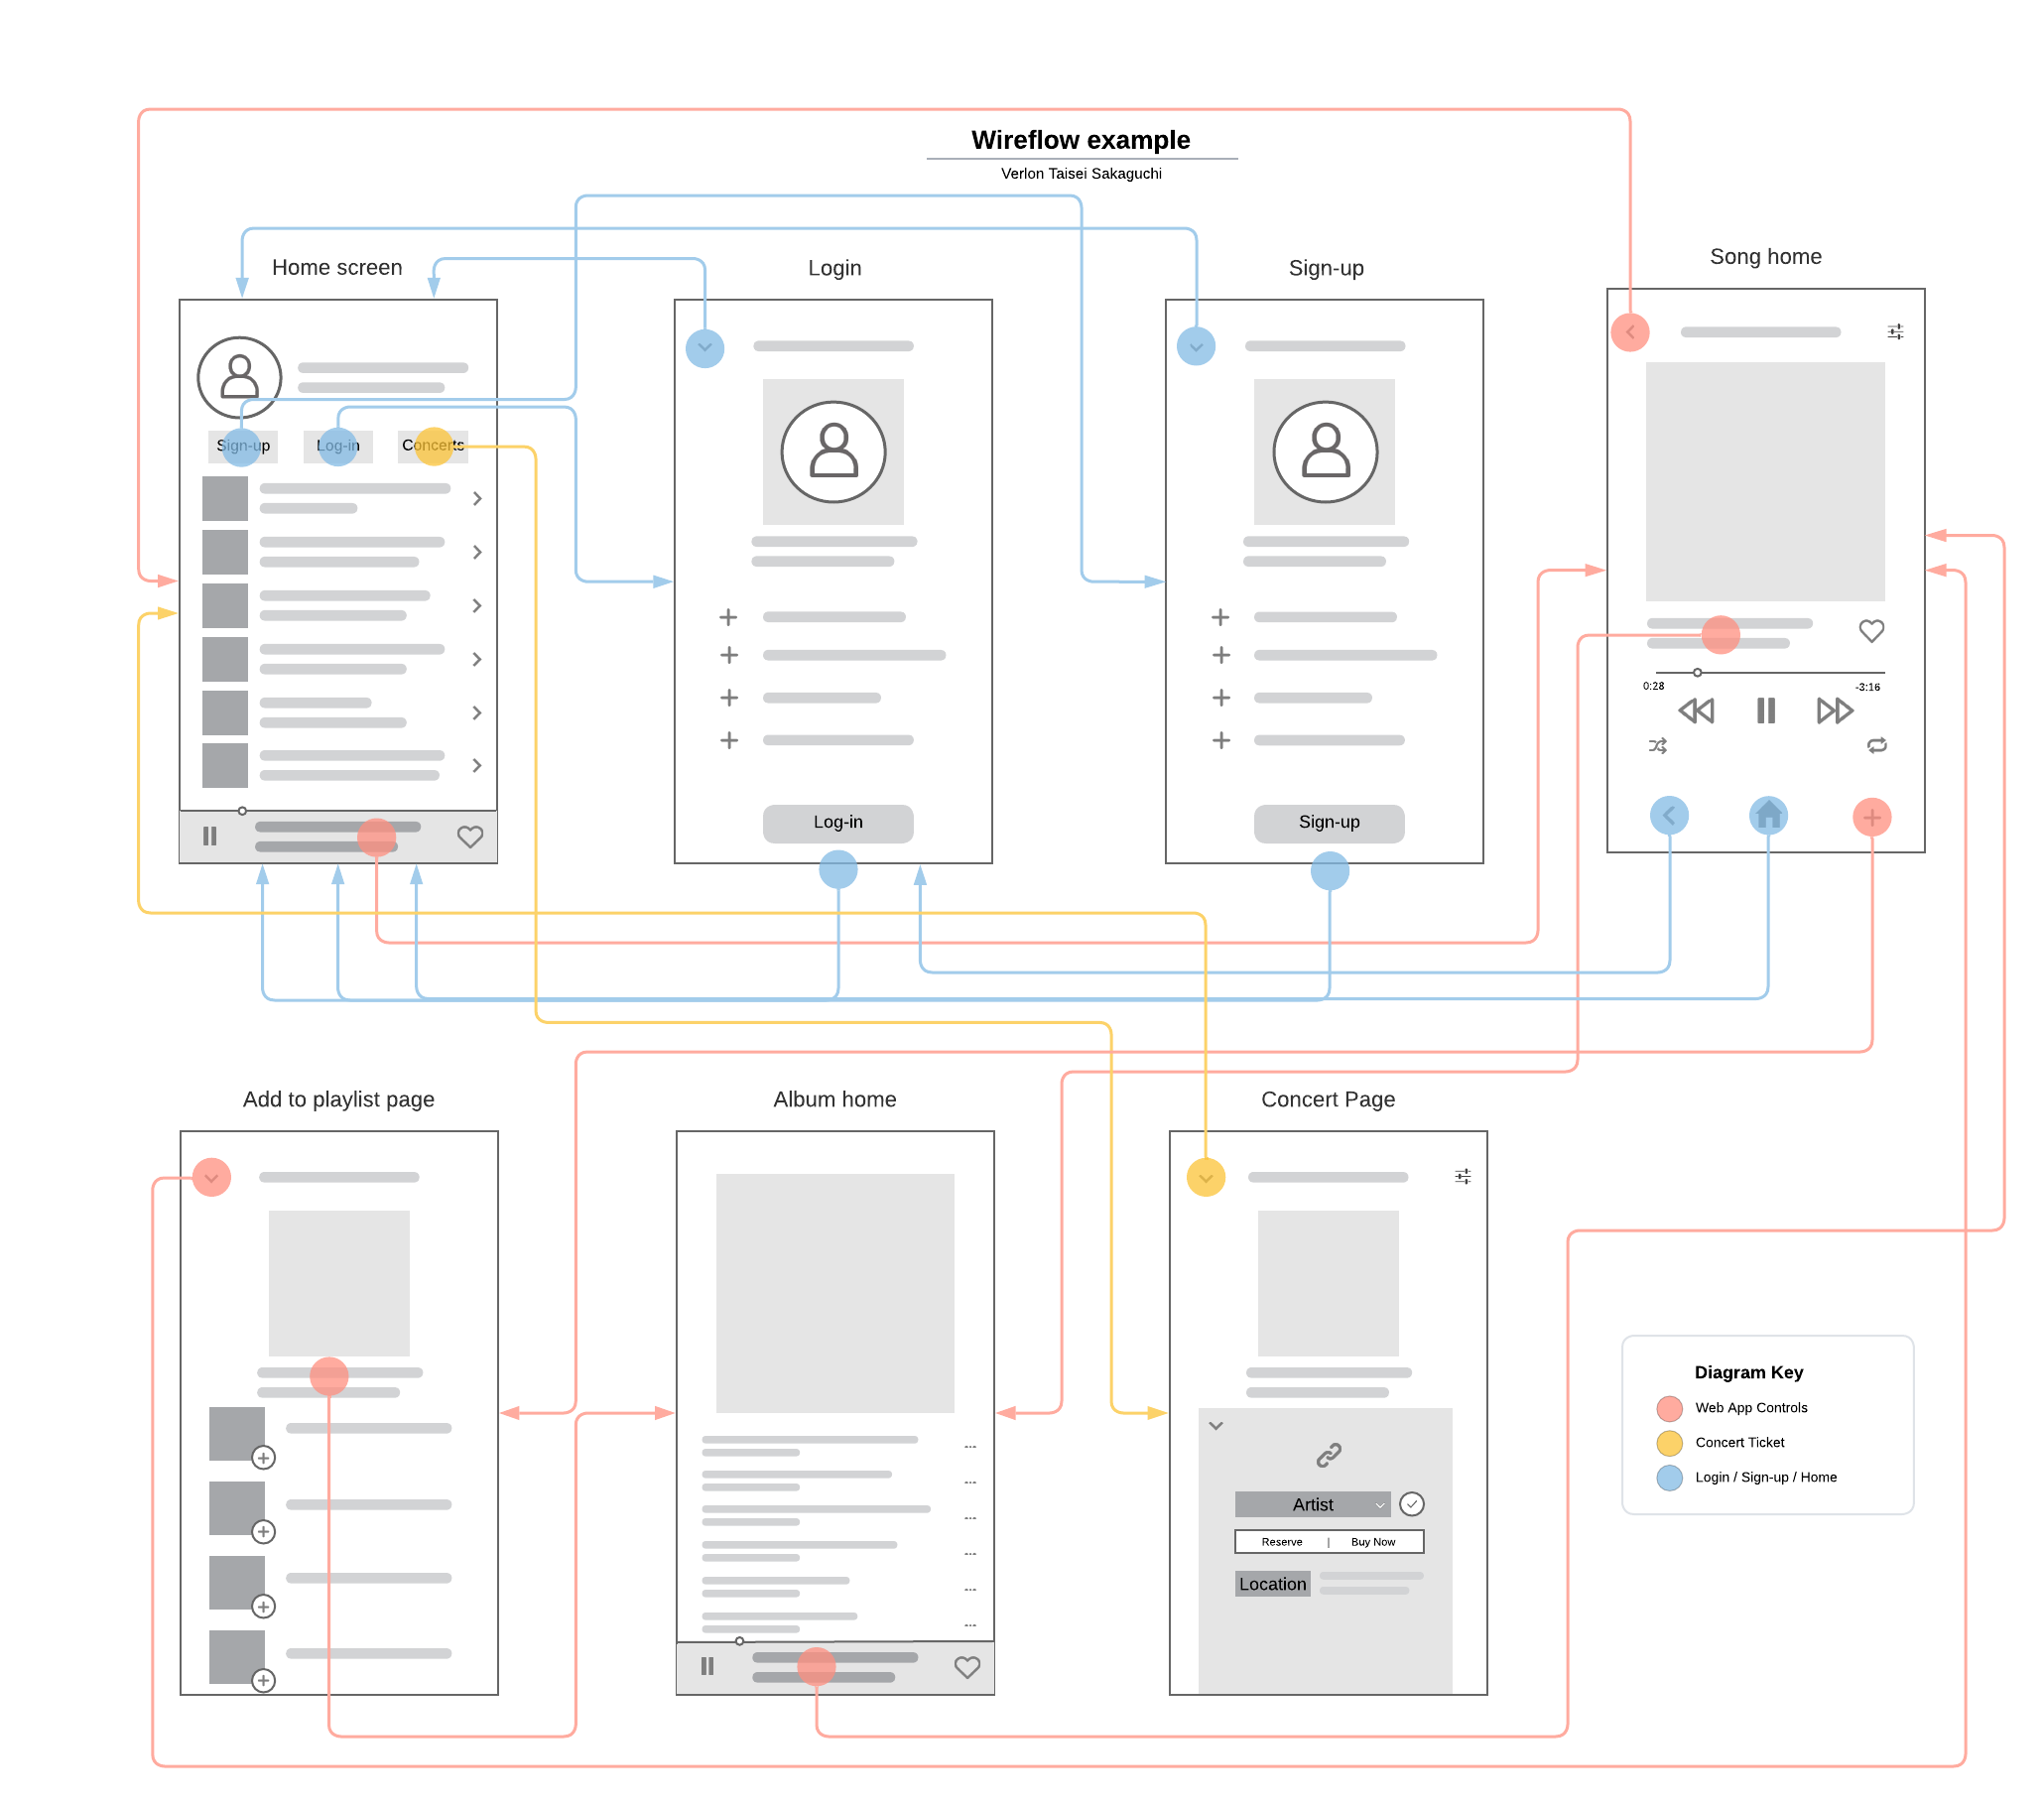 Wireflow example
Verlon Taisei Sakaguchi
Home screen
Login
Sign-up
Song home
Sign-up
Log-in
Concerts
0:28
-3:16
Log-in
Sign-up
Add to playlist page
Album home
Concert Page
Artist
Reserve | Buy Now
Location
Diagram Key
Web App Controls
Concert Ticket
Login / Sign-up / Home